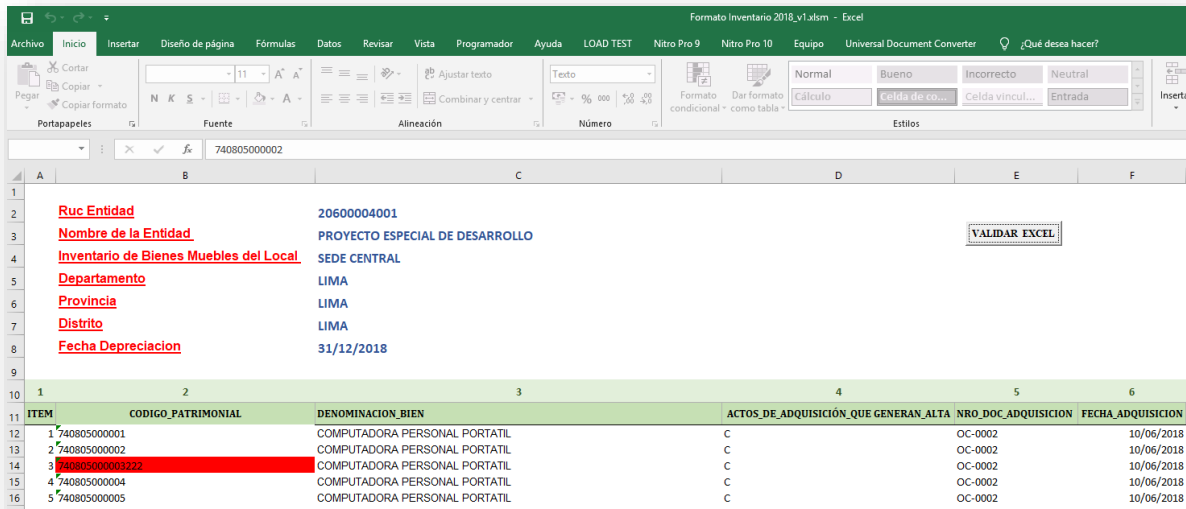 Formato Inventario 2018_v1.xlsm - Excel
Archivo Inicio Insertar Diseño de página Fórmulas Datos Revisar Vista Programador Ayuda LOAD TEST Nitro Pro 9 Nitro Pro 10 Equipo Universal Document Converter ¿Qué desea hacer?
Pegar
Cortar
Copiar
Copiar formato
Portapapeles
11 A A
N K S A
Fuente
Ajustar texto
Combinar y centrar
Alineación
Texto
% 000
Número
Formato condicional
Dar formato como tabla
Normal Bueno Incorrecto Neutral
Cálculo Celda de co... Celda vincul... Entrada
Estilos
fx 740805000002
A B C D E F
1
2 Ruc Entidad 20600004001
3 Nombre de la Entidad PROYECTO ESPECIAL DE DESARROLLO VALIDAR EXCEL
4 Inventario de Bienes Muebles del Local SEDE CENTRAL
5 Departamento LIMA
6 Provincia LIMA
7 Distrito LIMA
8 Fecha Depreciacion 31/12/2018
9
10 1 2 3 4 5 6
11 ITEM CODIGO_PATRIMONIAL DENOMINACION_BIEN ACTOS_DE_ADQUISICIÓN_QUE GENERAN_ALTA NRO_DOC_ADQUISICION FECHA_ADQUISICION
12 1 740805000001 COMPUTADORA PERSONAL PORTATIL C OC-0002 10/06/2018
13 2 740805000002 COMPUTADORA PERSONAL PORTATIL C OC-0002 10/06/2018
14 3 740805000003222 COMPUTADORA PERSONAL PORTATIL C OC-0002 10/06/2018
15 4 740805000004 COMPUTADORA PERSONAL PORTATIL C OC-0002 10/06/2018
16 5 740805000005 COMPUTADORA PERSONAL PORTATIL C OC-0002 10/06/2018